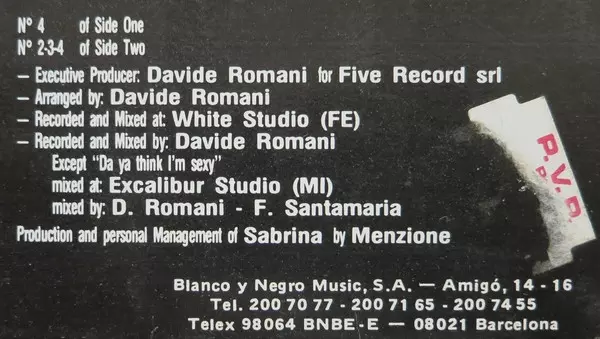 Nº 4 of Side One
Nº 2-3-4 of Side Two
– Executive Producer: Davide Romani for Five Record srl
– Arranged by: Davide Romani
– Recorded and Mixed at: White Studio (FE)
– Recorded and Mixed by: Davide Romani
Except "Da ya think I'm sexy"
mixed at: Excalibur Studio (MI)
mixed by: D. Romani - F. Santamaria
Production and personal Management of Sabrina by Menzione
P.V.P.
Blanco y Negro Music, S.A. — Amigó, 14 - 16
Tel. 200 70 77 - 200 71 65 - 200 74 55
Telex 98064 BNBE - E — 08021 Barcelona